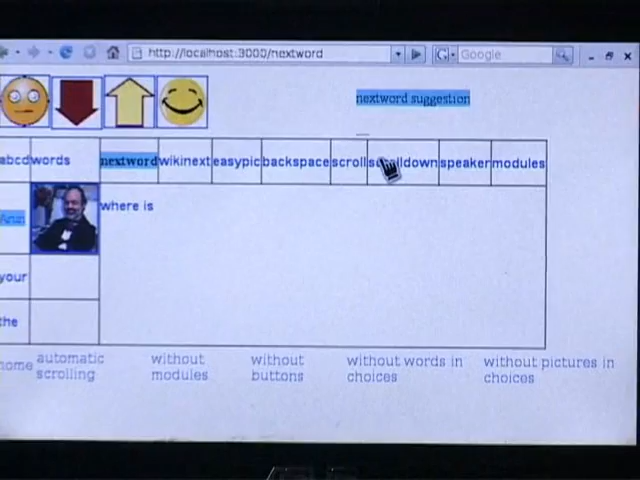 http://localhost:3000/nextword
G Google
nextword suggestion
abcd words nextword wikinext easypic backspace scroll scrolldown speaker modules
where is
your
the
home automatic scrolling without modules without buttons without words in choices without pictures in choices